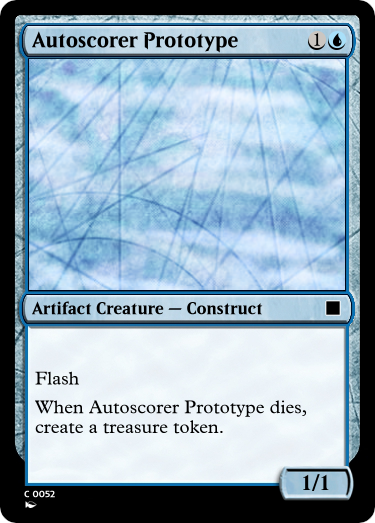 Autoscorer Prototype 1
Artifact Creature — Construct
Flash
When Autoscorer Prototype dies,
create a treasure token.
1/1
C 0052